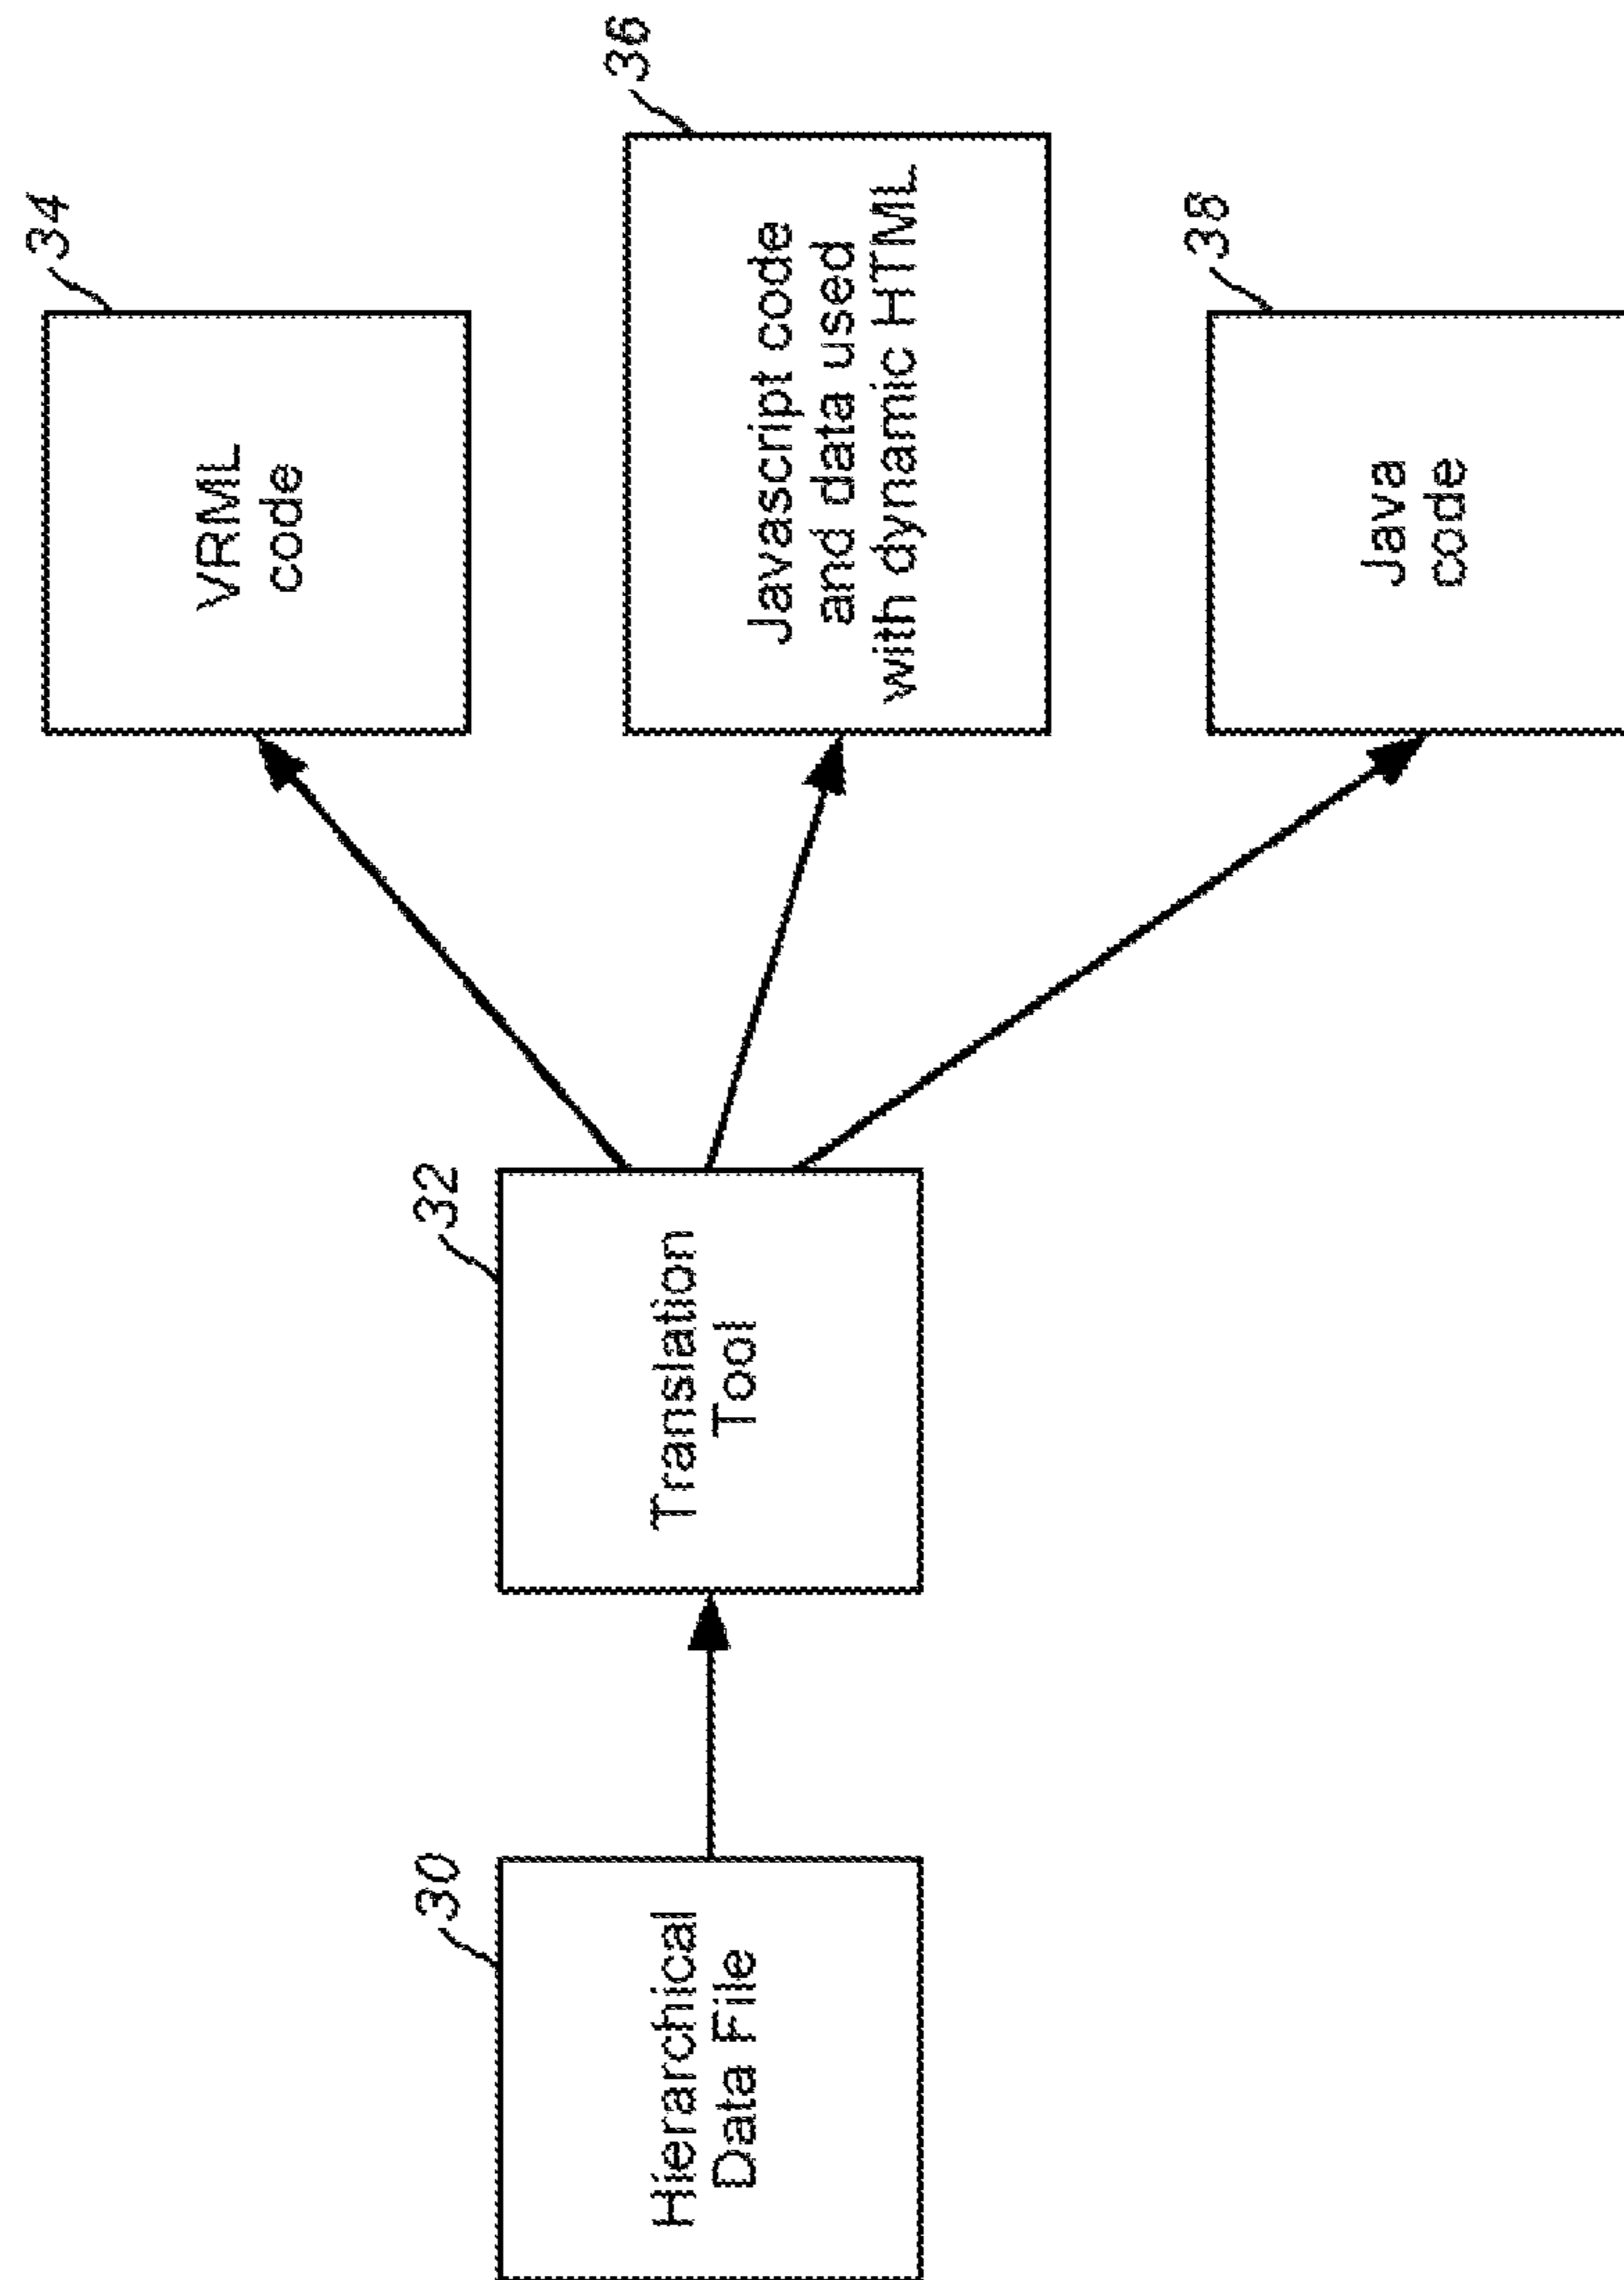 30
Hierarchical
Data File
32
Translation
Tool
34
VRML
code
36
Javascript code
and data used
with dynamic HTML
38
Java
code